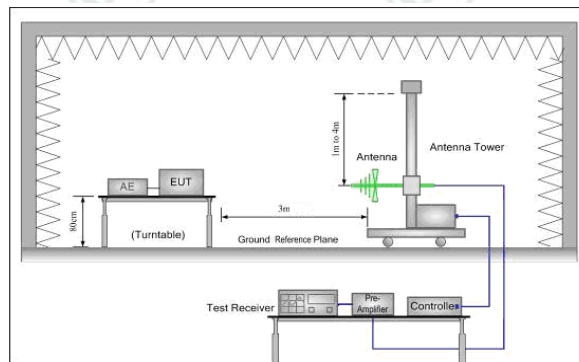 1m to 4m
Antenna
Antenna Tower
AE
EUT
80cm
(Turntable)
3m
Ground Reference Plane
Test Receiver
Pre-
Amplifier
Controller